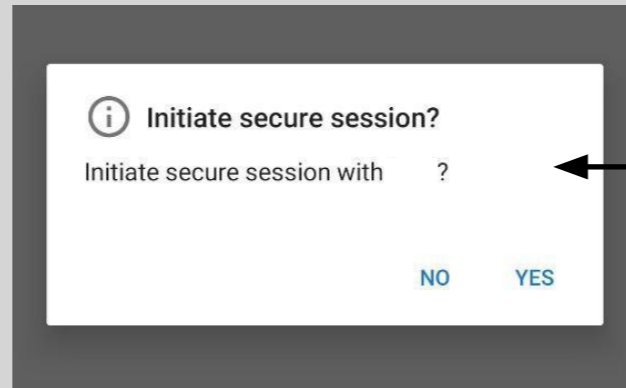 Initiate secure session?
Initiate secure session with ?
NO YES